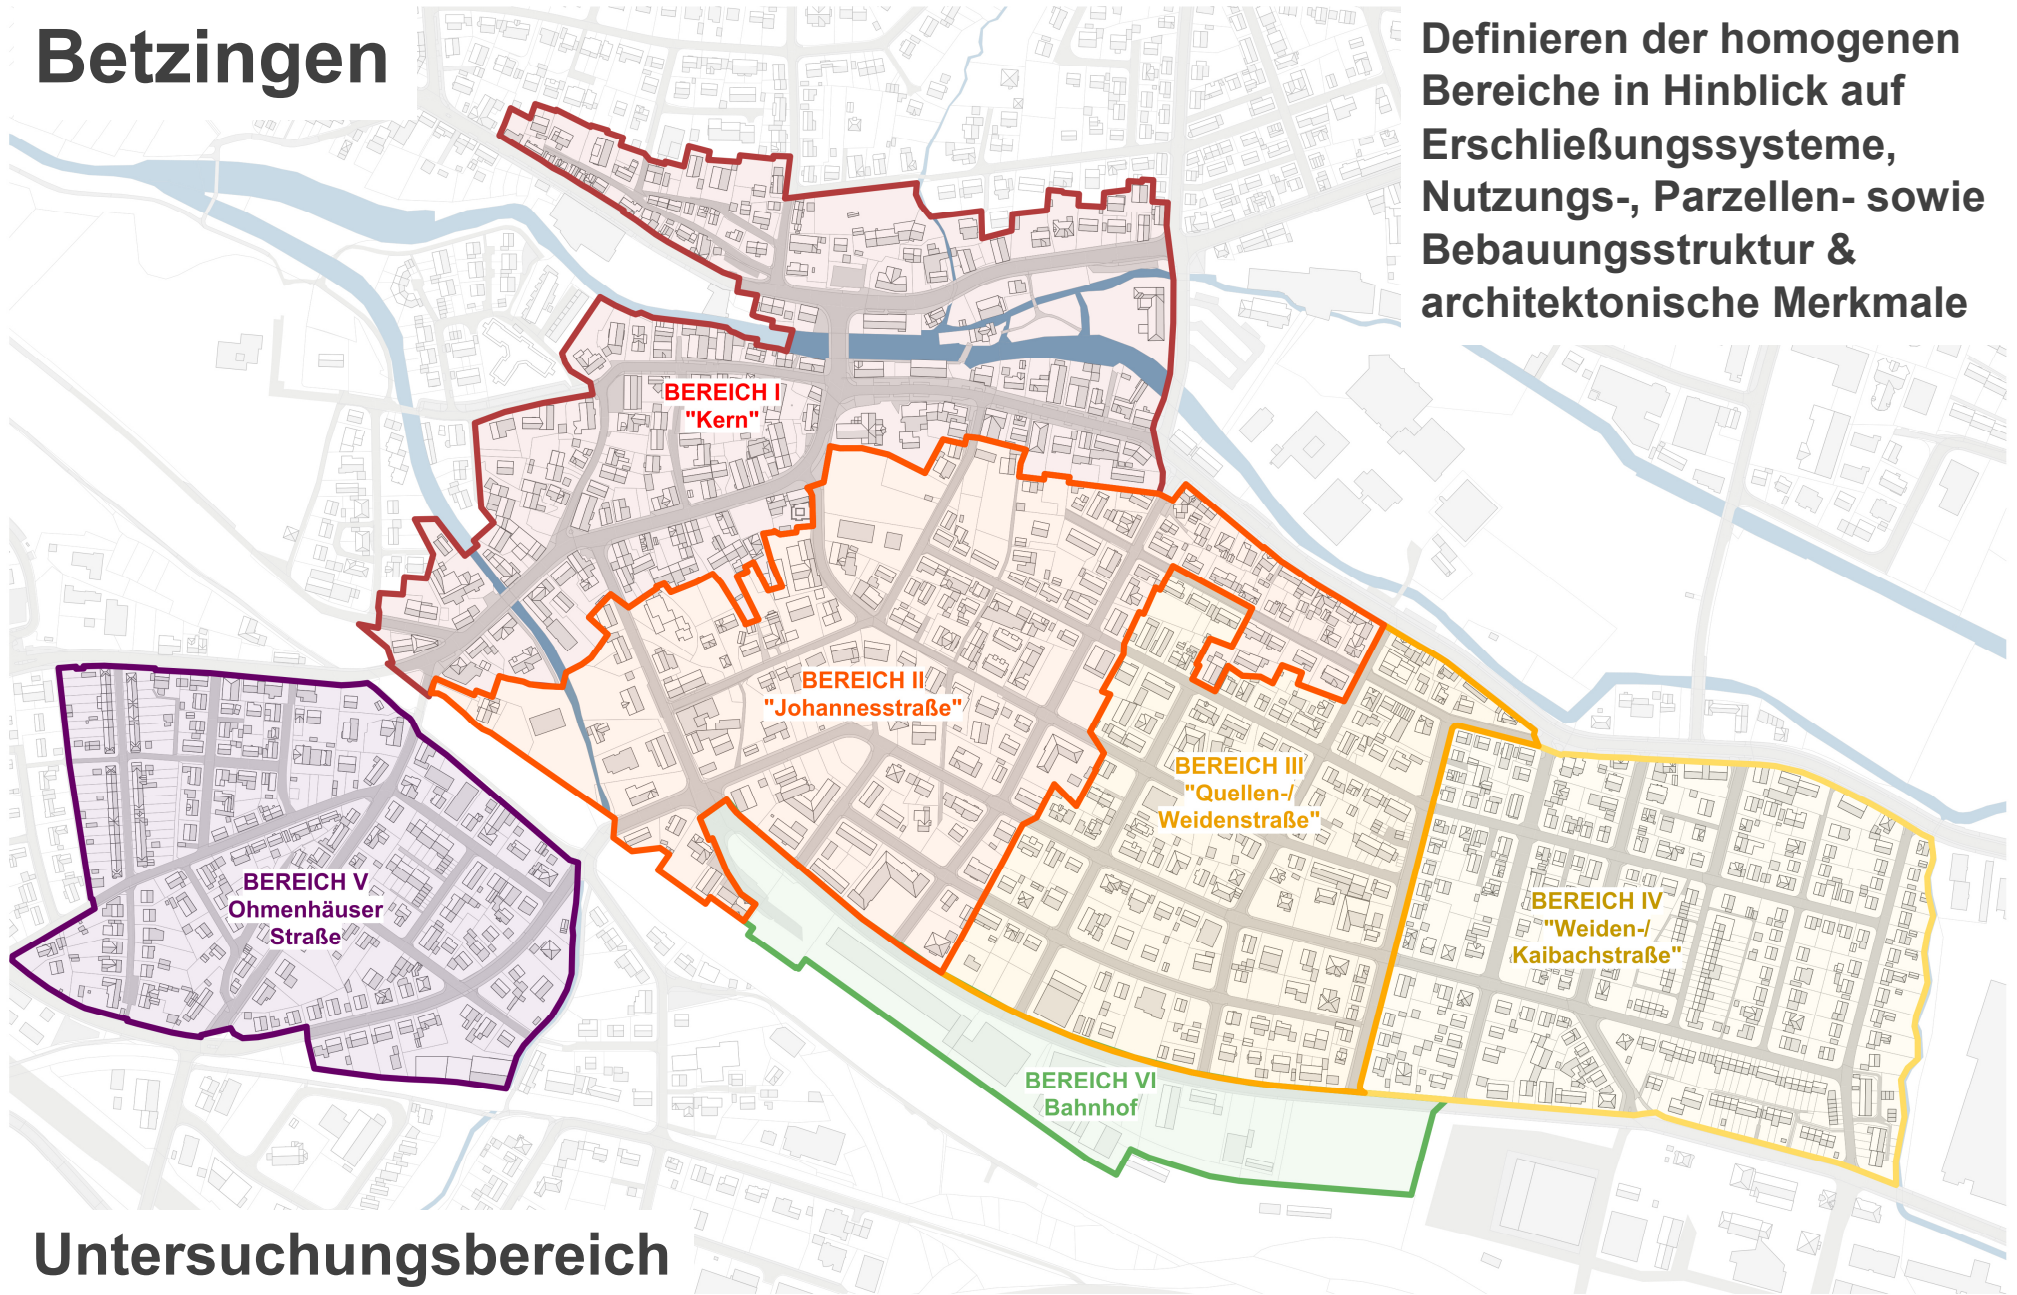 Betzingen
Definieren der homogenen
Bereiche in Hinblick auf
Erschließungssysteme,
Nutzungs-, Parzellen- sowie
Bebauungsstruktur &
architektonische Merkmale
BEREICH I
"Kern"
BEREICH II
"Johannesstraße"
BEREICH III
"Quellen-/
Weidenstraße"
BEREICH IV
"Weiden-/
Kaibachstraße"
BEREICH V
Ohmenhäuser
Straße
BEREICH VI
Bahnhof
Untersuchungsbereich